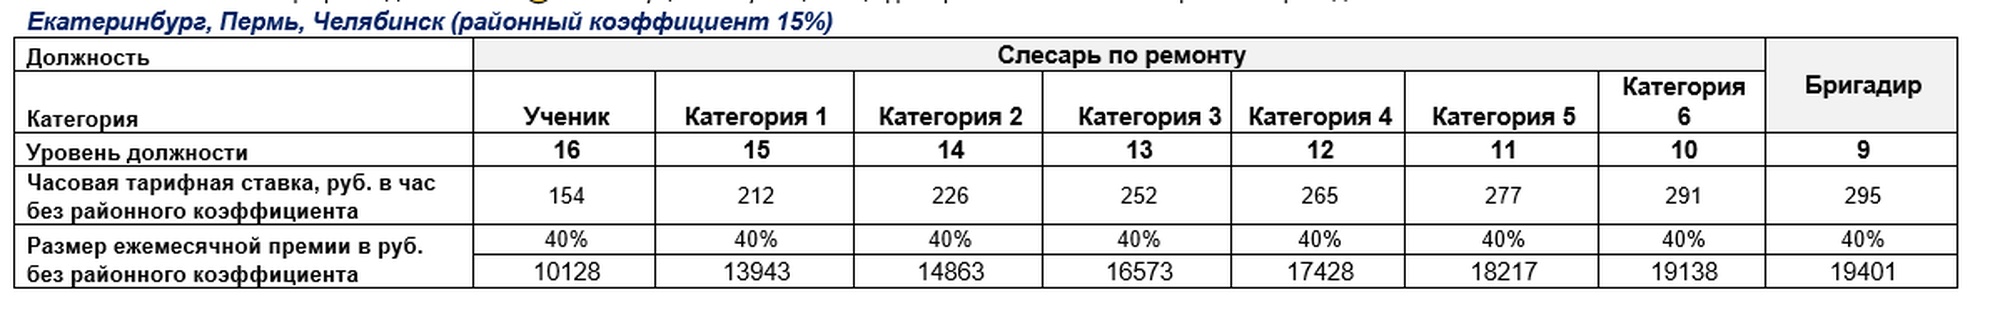 Екатеринбург, Пермь, Челябинск (районный коэффициент 15%)
Должность Слесарь по ремонту Бригадир
Категория Ученик Категория 1 Категория 2 Категория 3 Категория 4 Категория 5 Категория 6
Уровень должности 16 15 14 13 12 11 10 9
Часовая тарифная ставка, руб. в час
без районного коэффициента 154 212 226 252 265 277 291 295
Размер ежемесячной премии в руб. 40% 40% 40% 40% 40% 40% 40% 40%
без районного коэффициента 10128 13943 14863 16573 17428 18217 19138 19401